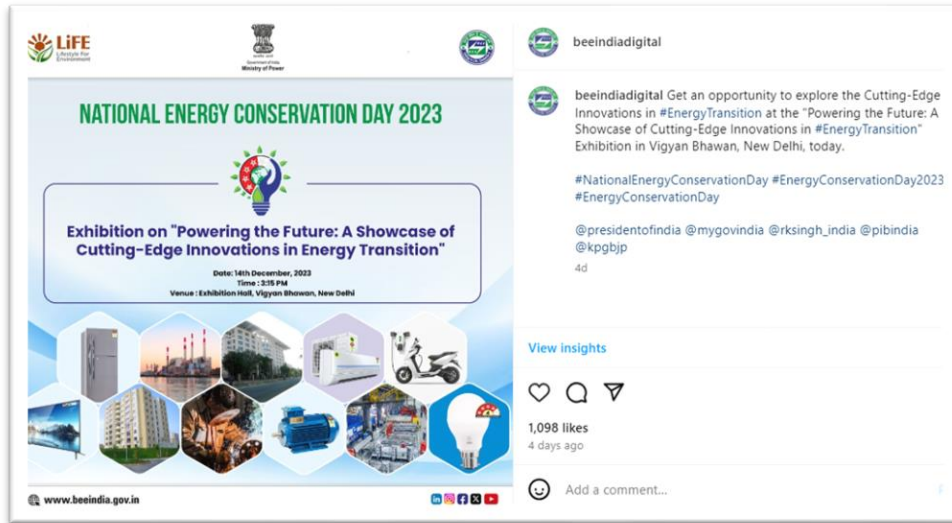 LiFE
Lifestyle For
Environment
Government of India
Ministry of Power
NATIONAL ENERGY CONSERVATION DAY 2023
Exhibition on "Powering the Future: A Showcase of
Cutting-Edge Innovations in Energy Transition"
Date: 14th December, 2023
Time : 3:15 PM
Venue : Exhibition Hall, Vigyan Bhawan, New Delhi
www.beeindia.gov.in
beeindiadigital
beeindiadigital Get an opportunity to explore the Cutting-Edge
Innovations in #EnergyTransition at the "Powering the Future: A
Showcase of Cutting-Edge Innovations in #EnergyTransition"
Exhibition in Vigyan Bhawan, New Delhi, today.
#NationalEnergyConservationDay #EnergyConservationDay2023
#EnergyConservationDay
@presidentofindia @mygovindia @rksingh_india @pibindia
@kpgbjp
4d
View insights
1,098 likes
4 days ago
Add a comment...